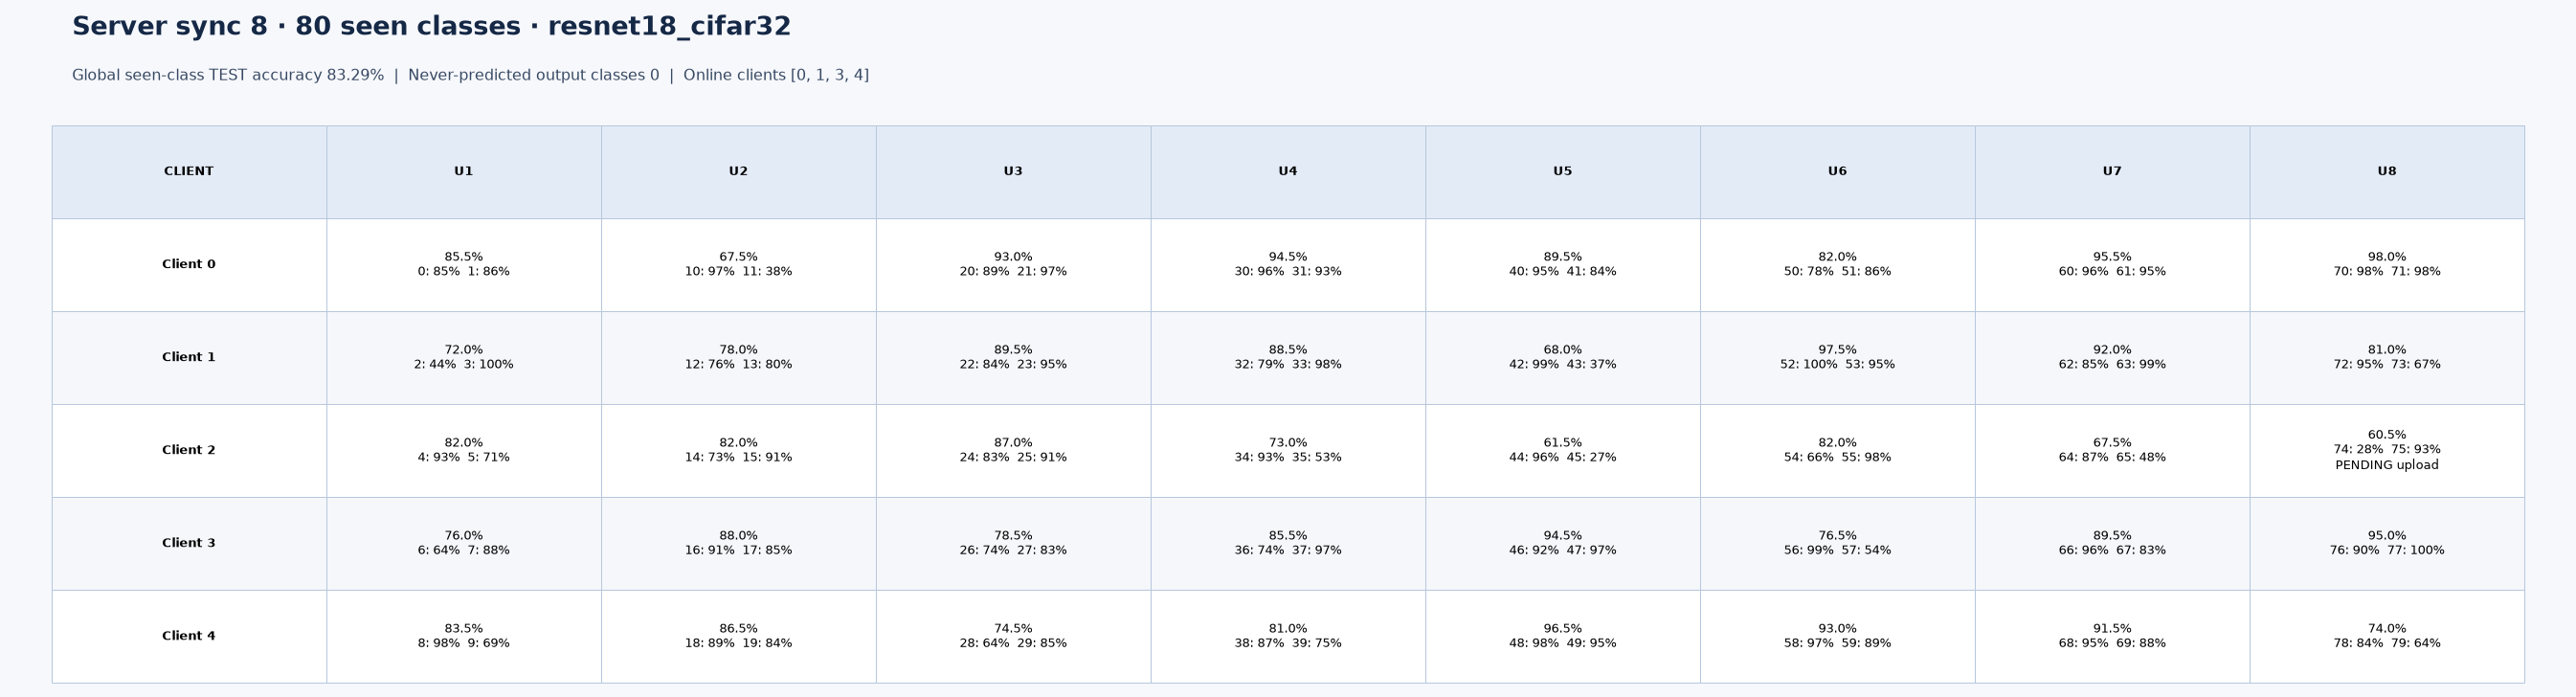 Server sync 8 · 80 seen classes · resnet18_cifar32
Global seen-class TEST accuracy 83.29% | Never-predicted output classes 0 | Online clients [0, 1, 3, 4]
CLIENT U1 U2 U3 U4 U5 U6 U7 U8
Client 0
85.5%
0: 85% 1: 86%
67.5%
10: 97% 11: 38%
93.0%
20: 89% 21: 97%
94.5%
30: 96% 31: 93%
89.5%
40: 95% 41: 84%
82.0%
50: 78% 51: 86%
95.5%
60: 96% 61: 95%
98.0%
70: 98% 71: 98%
Client 1
72.0%
2: 44% 3: 100%
78.0%
12: 76% 13: 80%
89.5%
22: 84% 23: 95%
88.5%
32: 79% 33: 98%
68.0%
42: 99% 43: 37%
97.5%
52: 100% 53: 95%
92.0%
62: 85% 63: 99%
81.0%
72: 95% 73: 67%
Client 2
82.0%
4: 93% 5: 71%
82.0%
14: 73% 15: 91%
87.0%
24: 83% 25: 91%
73.0%
34: 93% 35: 53%
61.5%
44: 96% 45: 27%
82.0%
54: 66% 55: 98%
67.5%
64: 87% 65: 48%
60.5%
74: 28% 75: 93%
PENDING upload
Client 3
76.0%
6: 64% 7: 88%
88.0%
16: 91% 17: 85%
78.5%
26: 74% 27: 83%
85.5%
36: 74% 37: 97%
94.5%
46: 92% 47: 97%
76.5%
56: 99% 57: 54%
89.5%
66: 96% 67: 83%
95.0%
76: 90% 77: 100%
Client 4
83.5%
8: 98% 9: 69%
86.5%
18: 89% 19: 84%
74.5%
28: 64% 29: 85%
81.0%
38: 87% 39: 75%
96.5%
48: 98% 49: 95%
93.0%
58: 97% 59: 89%
91.5%
68: 95% 69: 88%
74.0%
78: 84% 79: 64%